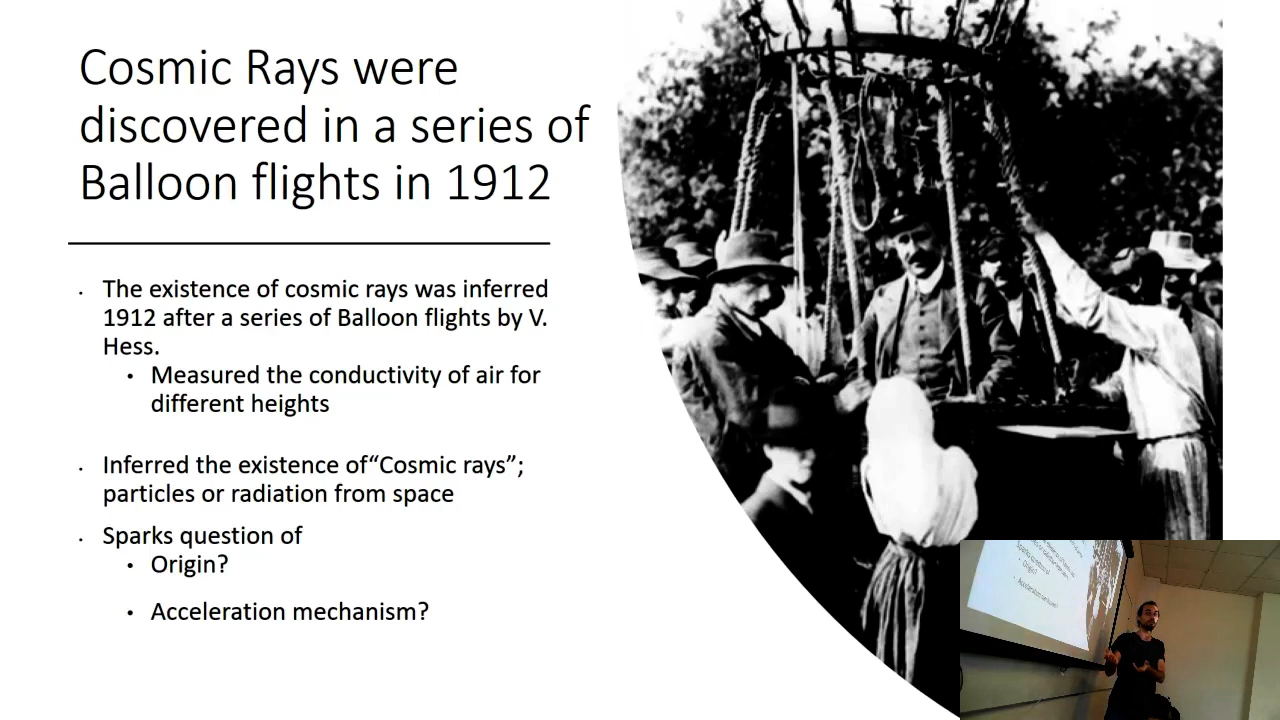 Cosmic Rays were
discovered in a series of
Balloon flights in 1912
· The existence of cosmic rays was inferred
1912 after a series of Balloon flights by V.
Hess.
• Measured the conductivity of air for
different heights
· Inferred the existence of“Cosmic rays”;
particles or radiation from space
· Sparks question of
• Origin?
• Acceleration mechanism?